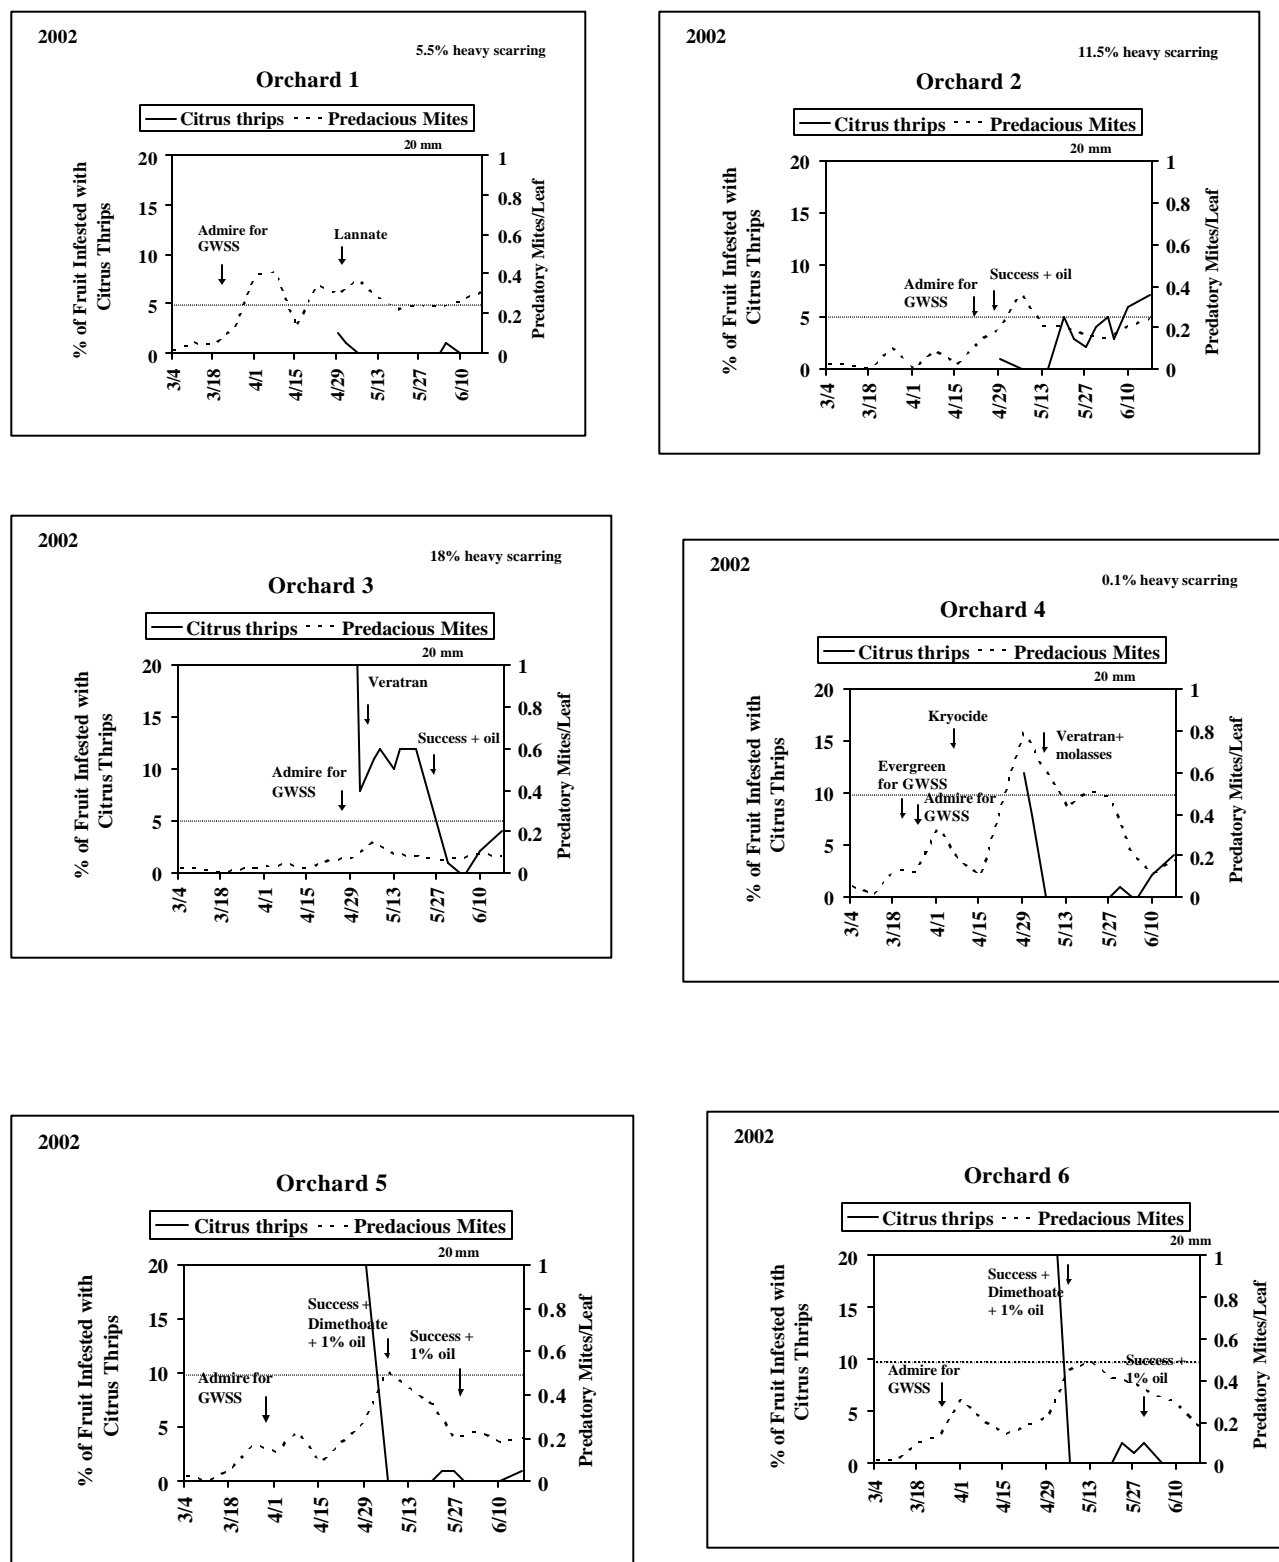 2002
5.5% heavy scarring
Orchard 1
Citrus thrips
Predacious Mites
20 mm
% of Fruit Infested with
Citrus Thrips
20
15
10
5
0
Admire for
GWSS
Lannate
1
0.8
0.6
0.4
0.2
0
Predatory Mites/Leaf
3/4
3/18
4/1
4/15
4/29
5/13
5/27
6/10
2002
11.5% heavy scarring
Orchard 2
Citrus thrips
Predacious Mites
20 mm
% of Fruit Infested with
Citrus Thrips
20
15
10
5
0
Admire for
GWSS
Success + oil
1
0.8
0.6
0.4
0.2
0
Predatory Mites/Leaf
3/4
3/18
4/1
4/15
4/29
5/13
5/27
6/10
2002
18% heavy scarring
Orchard 3
Citrus thrips
Predacious Mites
20 mm
% of Fruit Infested with
Citrus Thrips
20
15
10
5
0
Veratran
Success + oil
Admire for
GWSS
1
0.8
0.6
0.4
0.2
0
Predatory Mites/Leaf
3/4
3/18
4/1
4/15
4/29
5/13
5/27
6/10
2002
0.1% heavy scarring
Orchard 4
Citrus thrips
Predacious Mites
20 mm
% of Fruit Infested with
Citrus Thrips
20
15
10
5
0
Kryocide
Veratran+
molasses
Evergreen
for GWSS
Admire for
GWSS
1
0.8
0.6
0.4
0.2
0
Predatory Mites/Leaf
3/4
3/18
4/1
4/15
4/29
5/13
5/27
6/10
2002
Orchard 5
Citrus thrips
Predacious Mites
20 mm
% of Fruit Infested with
Citrus Thrips
20
15
10
5
0
Success +
Dimethoate
+ 1% oil
Success +
1% oil
Admire for
GWSS
1
0.8
0.6
0.4
0.2
0
Predatory Mites/Leaf
3/4
3/18
4/1
4/15
4/29
5/13
5/27
6/10
2002
Orchard 6
Citrus thrips
Predacious Mites
20 mm
% of Fruit Infested with
Citrus Thrips
20
15
10
5
0
Success +
Dimethoate
+ 1% oil
Success +
1% oil
Admire for
GWSS
1
0.8
0.6
0.4
0.2
0
Predatory Mites/Leaf
3/4
3/18
4/1
4/15
4/29
5/13
5/27
6/10